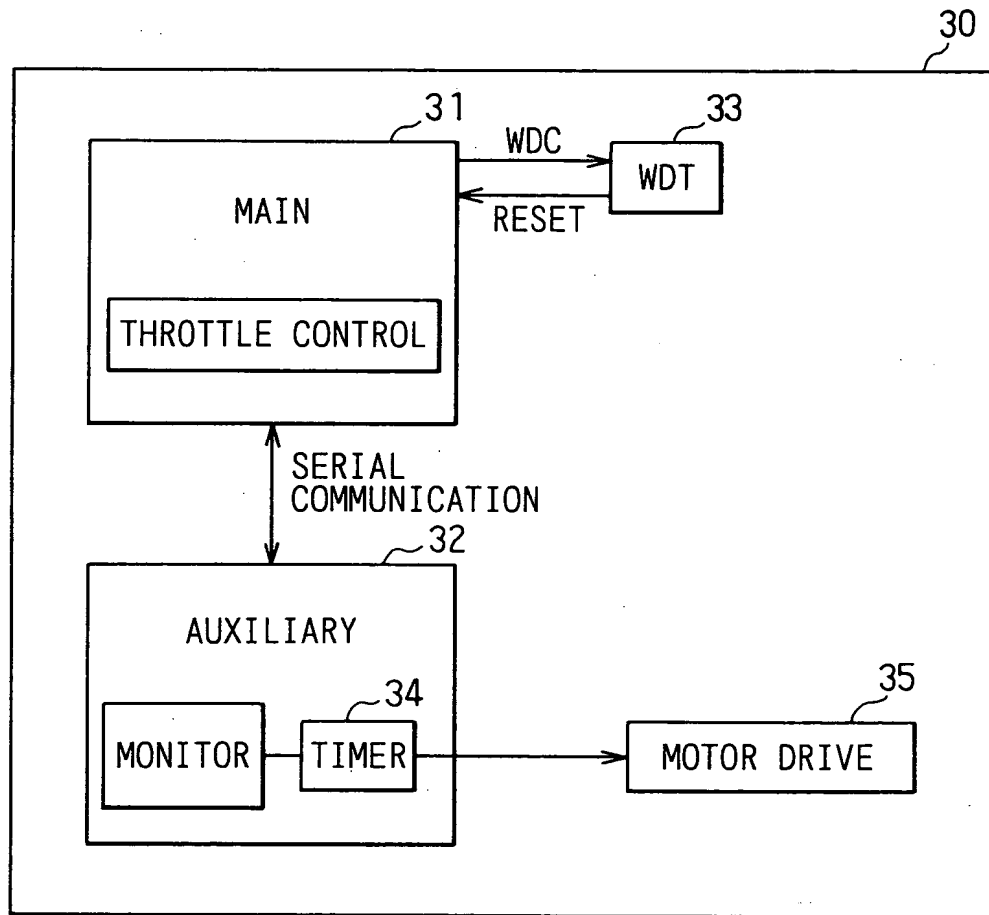 30
31
33
WDC
WDT
RESET
MAIN
THROTTLE CONTROL
SERIAL
COMMUNICATION
32
AUXILIARY
34
35
MONITOR
TIMER
MOTOR DRIVE